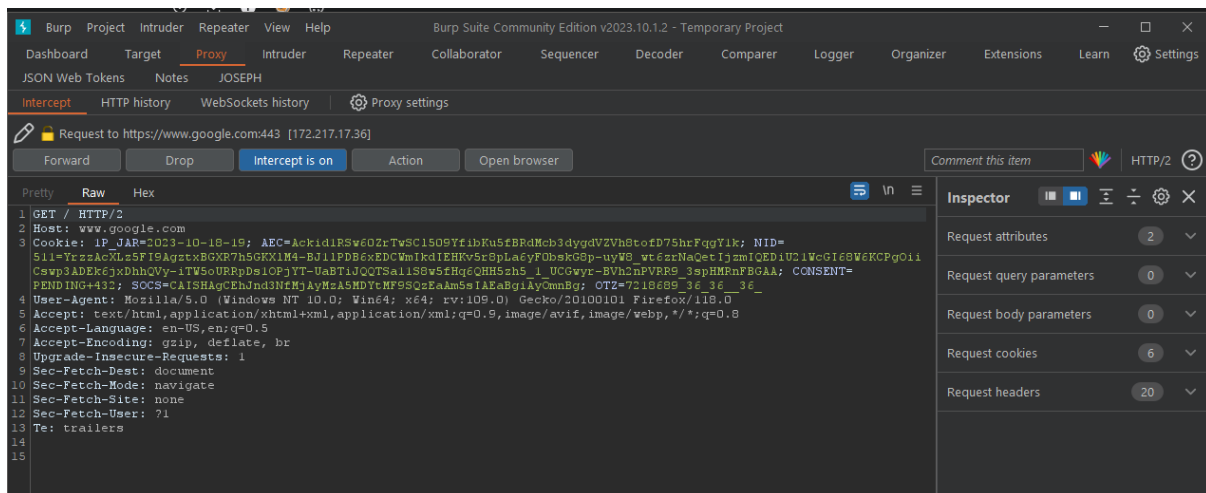 Burp Project Intruder Repeater View Help Burp Suite Community Edition v2023.10.1.2 - Temporary Project
Dashboard Target Proxy Intruder Repeater Collaborator Sequencer Decoder Comparer Logger Organizer Extensions Learn Settings
JSON Web Tokens Notes JOSEPH
Intercept HTTP history WebSockets history Proxy settings
Request to https://www.google.com:443 [172.217.17.36]
Forward Drop Intercept is on Action Open browser Comment this item HTTP/2
Pretty Raw Hex \n Inspector
1 GET / HTTP/2
2 Host: www.google.com
3 Cookie: 1P_JAR=2023-10-18-19; AEC=
NID=
CONSENT=
PENDING+432; SOCS=CAISHAgCEhJnd3NfMjAyMzA5MDYtMF9SQzEaAm5sIAEaBgiAyOmnBg; OTZ=7218689_36_36__36_
4 User-Agent: Mozilla/5.0 (Windows NT 10.0; Win64; x64; rv:109.0) Gecko/20100101 Firefox/118.0
5 Accept: text/html,application/xhtml+xml,application/xml;q=0.9,image/avif,image/webp,*/*;q=0.8
6 Accept-Language: en-US,en;q=0.5
7 Accept-Encoding: gzip, deflate, br
8 Upgrade-Insecure-Requests: 1
9 Sec-Fetch-Dest: document
10 Sec-Fetch-Mode: navigate
11 Sec-Fetch-Site: none
12 Sec-Fetch-User: ?1
13 Te: trailers
14
15
Request attributes 2
Request query parameters 0
Request body parameters 0
Request cookies 6
Request headers 20